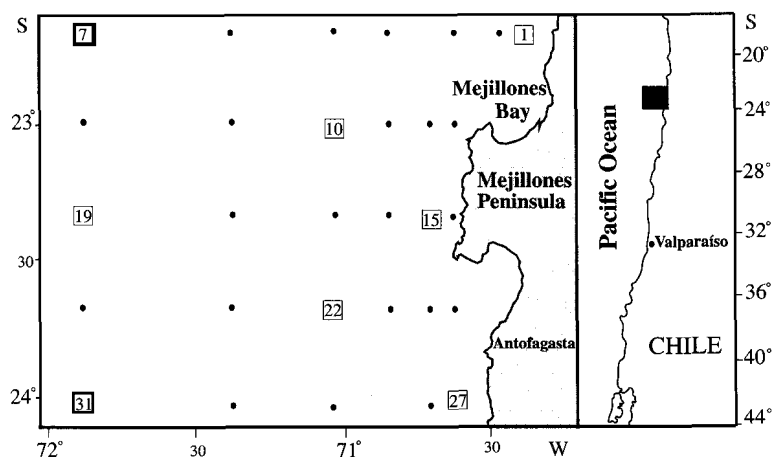 S
7
1
S
20°
Mejillones
Bay
24°
23°
10
Pacific Ocean
28°
Mejillones
Peninsula
19
15
32°
Valparaíso
30
36°
22
Antofagasta
CHILE
40°
24°
31
27
44°
72°
30
71°
30
W